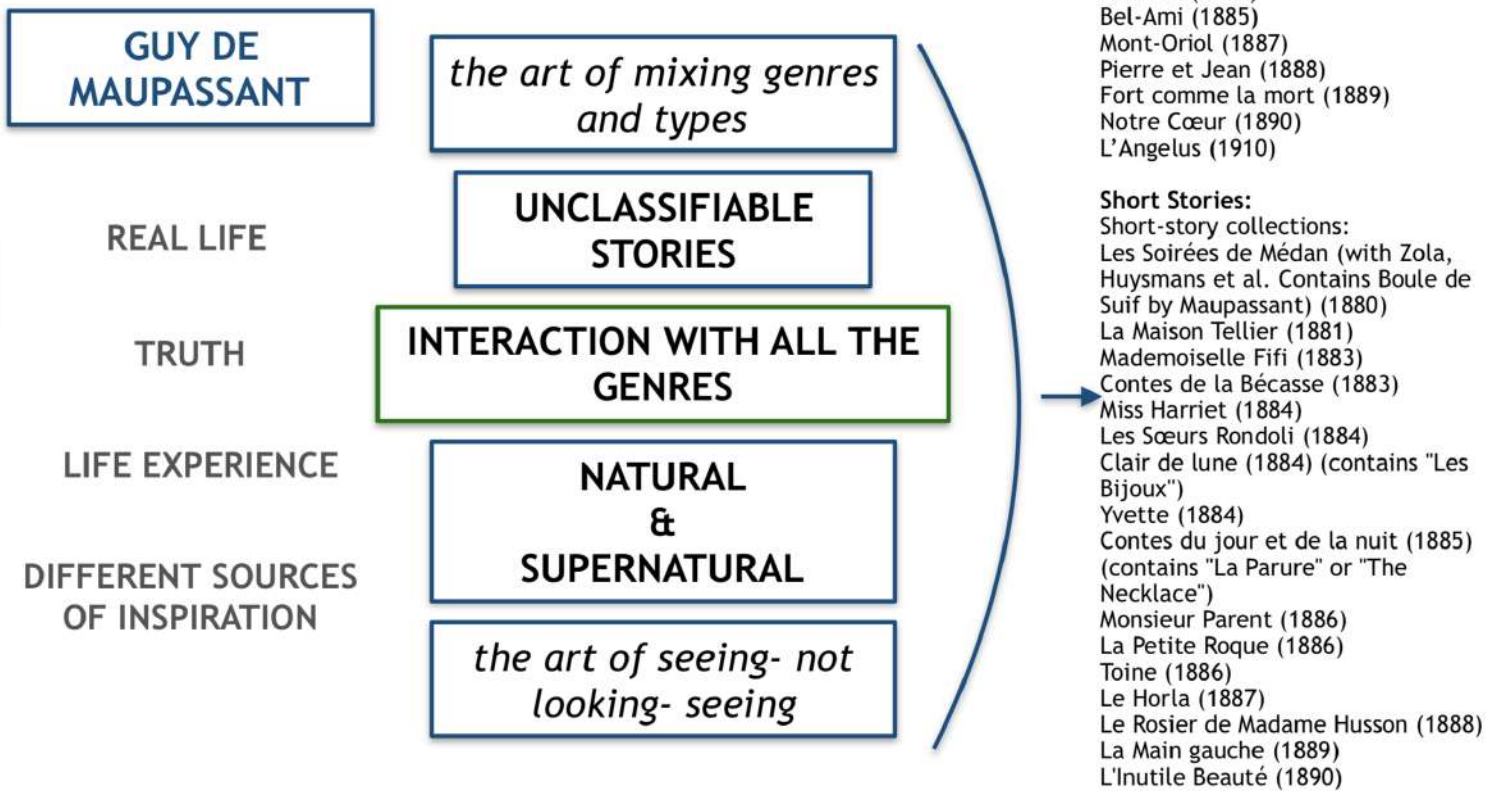 GUY DE
MAUPASSANT
REAL LIFE
TRUTH
LIFE EXPERIENCE
DIFFERENT SOURCES
OF INSPIRATION
the art of mixing genres
and types
UNCLASSIFIABLE
STORIES
INTERACTION WITH ALL THE
GENRES
NATURAL
&
SUPERNATURAL
the art of seeing- not
looking- seeing
Bel-Ami (1885)
Mont-Oriol (1887)
Pierre et Jean (1888)
Fort comme la mort (1889)
Notre Cœur (1890)
L’Angelus (1910)
Short Stories:
Short-story collections:
Les Soirées de Médan (with Zola,
Huysmans et al. Contains Boule de
Suif by Maupassant) (1880)
La Maison Tellier (1881)
Mademoiselle Fifi (1883)
Contes de la Bécasse (1883)
Miss Harriet (1884)
Les Sœurs Rondoli (1884)
Clair de lune (1884) (contains "Les
Bijoux")
Yvette (1884)
Contes du jour et de la nuit (1885)
(contains "La Parure" or "The
Necklace")
Monsieur Parent (1886)
La Petite Roque (1886)
Toine (1886)
Le Horla (1887)
Le Rosier de Madame Husson (1888)
La Main gauche (1889)
L'Inutile Beauté (1890)